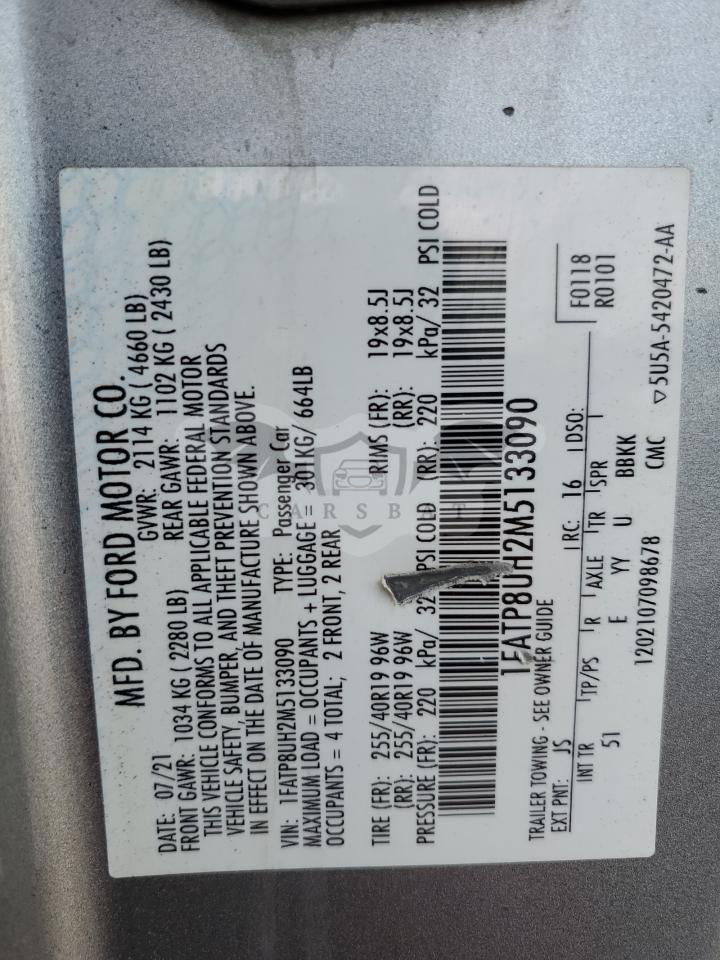 MFD. BY FORD MOTOR CO.
DATE: 07/21 GVWR: 2114 KG ( 4660 LB)
FRONT GAWR: 1034 KG ( 2280 LB) REAR GAWR: 1102 KG ( 2430 LB)
THIS VEHICLE CONFORMS TO ALL APPLICABLE FEDERAL MOTOR
VEHICLE SAFETY, BUMPER, AND THEFT PREVENTION STANDARDS
IN EFFECT ON THE DATE OF MANUFACTURE SHOWN ABOVE.
VIN: 1FATP8UH2M5133090 TYPE: Passenger Car
MAXIMUM LOAD = OCCUPANTS + LUGGAGE = 301KG/ 664LB
OCCUPANTS = 4 TOTAL; 2 FRONT, 2 REAR
TIRE (FR): 255/40R19 96W RIMS (FR): 19x8.5J
(RR): 255/40R19 96W (RR): 19x8.5J
PRESSURE (FR): 220 kPa/ 32 PSI COLD (RR): 220 kPa/ 32 PSI COLD
1FATP8UH2M5133090
TRAILER TOWING - SEE OWNER GUIDE
F0118
R0101
EXT PNT: JS RC: 16 DSO:
INT TR TP/PS R AXLE TR SPR
51 E YY U BBKK
1202107098678 CMC
▽5U5A-5420472-AA
CARSBET